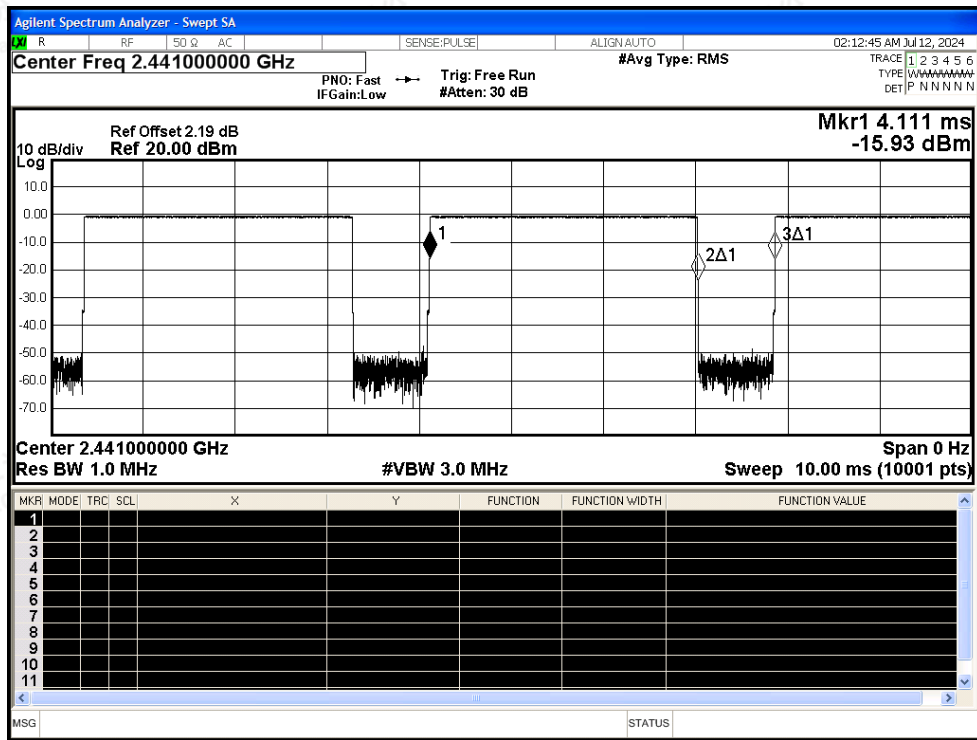 Agilent Spectrum Analyzer - Swept SA
LXI R RF 50 Ω AC SENSE:PULSE ALIGN AUTO 02:12:45 AM Jul 12, 2024
Center Freq 2.441000000 GHz #Avg Type: RMS TRACE 1 2 3 4 5 6
PNO: Fast Trig: Free Run TYPE W
IFGain:Low #Atten: 30 dB DET P N N N N N
Mkr1 4.111 ms
Ref Offset 2.19 dB
10 dB/div Ref 20.00 dBm -15.93 dBm
Log
10.0
0.00
-10.0
-20.0
-30.0
-40.0
-50.0
-60.0
-70.0
1
2Δ1
3Δ1
Center 2.441000000 GHz Span 0 Hz
Res BW 1.0 MHz #VBW 3.0 MHz Sweep 10.00 ms (10001 pts)
MKR MODE TRC SCL X Y FUNCTION FUNCTION WIDTH FUNCTION VALUE
1
2
3
4
5
6
7
8
9
10
11
MSG STATUS